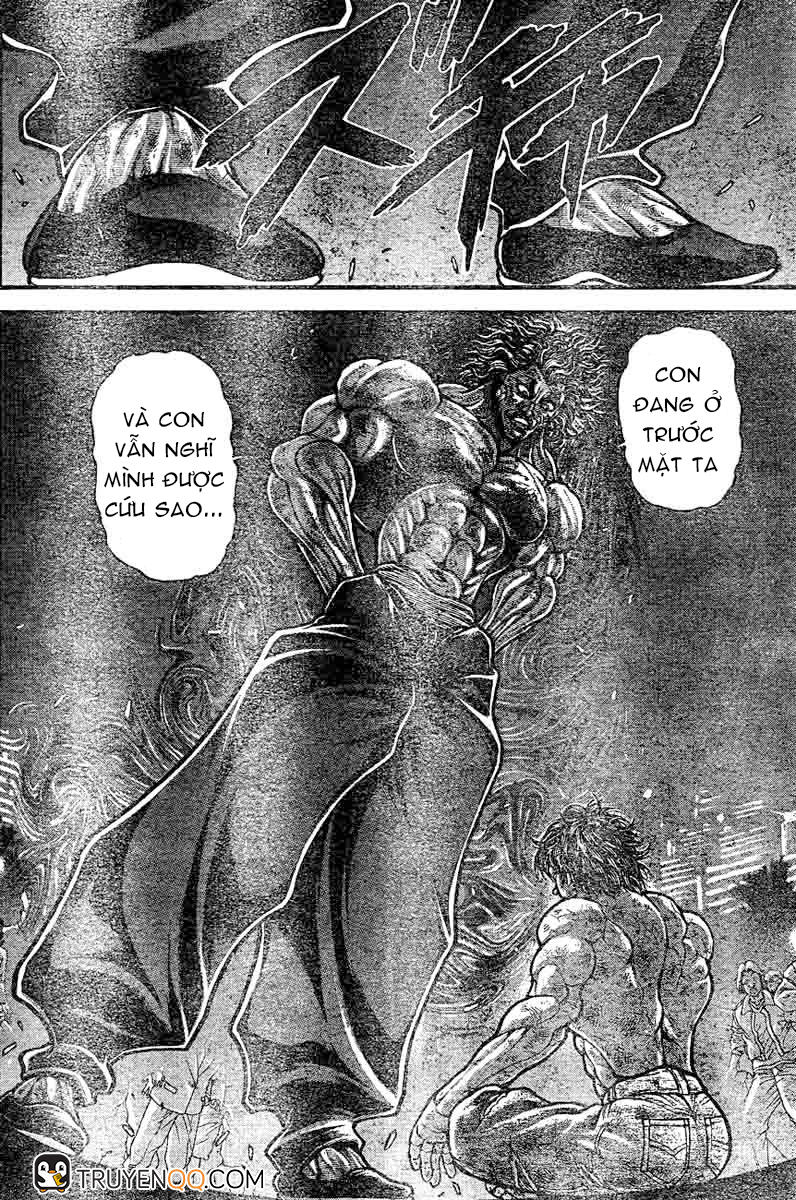 CON
ĐANG Ở
TRƯỚC
MẶT TA
VÀ CON
VẪN NGHĨ
MÌNH ĐƯỢC
CỨU SAO...
TRUYENQQ.COM